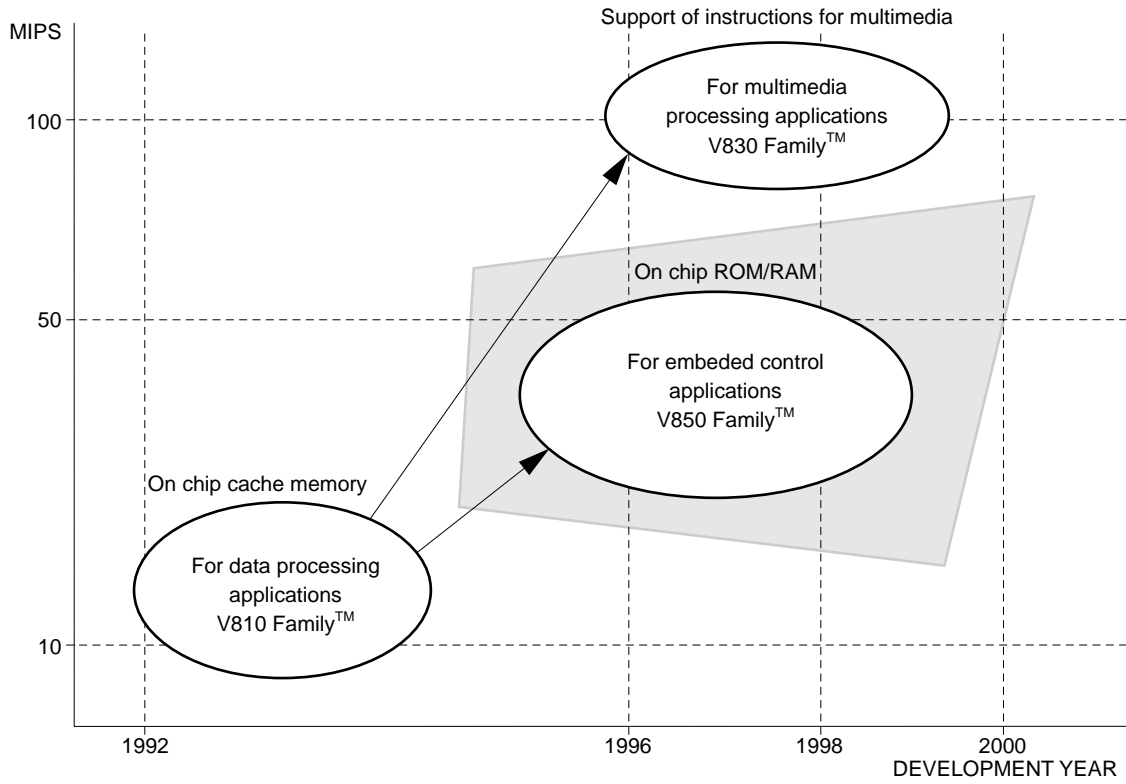 Support of instructions for multimedia
MIPS
For multimedia
processing applications
V830 Family™
100
On chip ROM/RAM
50
For embeded control
applications
V850 Family™
On chip cache memory
For data processing
applications
V810 Family™
10
1992
1996
1998
2000
DEVELOPMENT YEAR